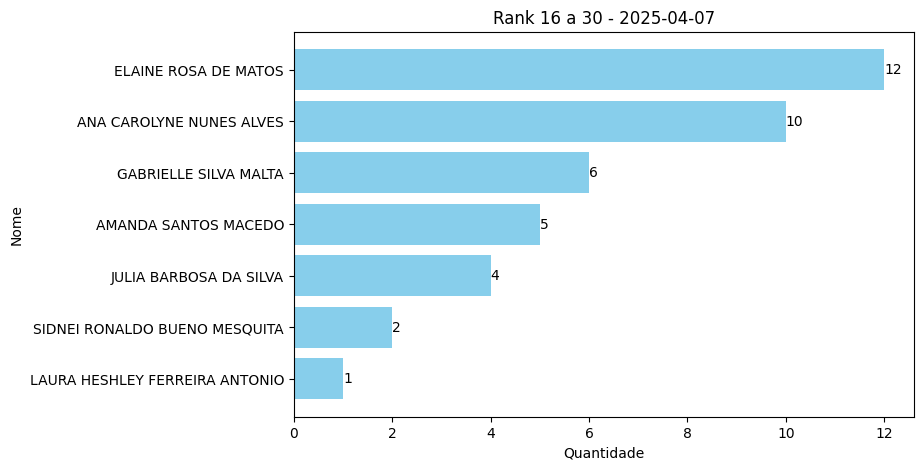 Rank 16 a 30 - 2025-04-07
Nome
ELAINE ROSA DE MATOS 12
ANA CAROLYNE NUNES ALVES 10
GABRIELLE SILVA MALTA 6
AMANDA SANTOS MACEDO 5
JULIA BARBOSA DA SILVA 4
SIDNEI RONALDO BUENO MESQUITA 2
LAURA HESHLEY FERREIRA ANTONIO 1
0 2 4 6 8 10 12
Quantidade